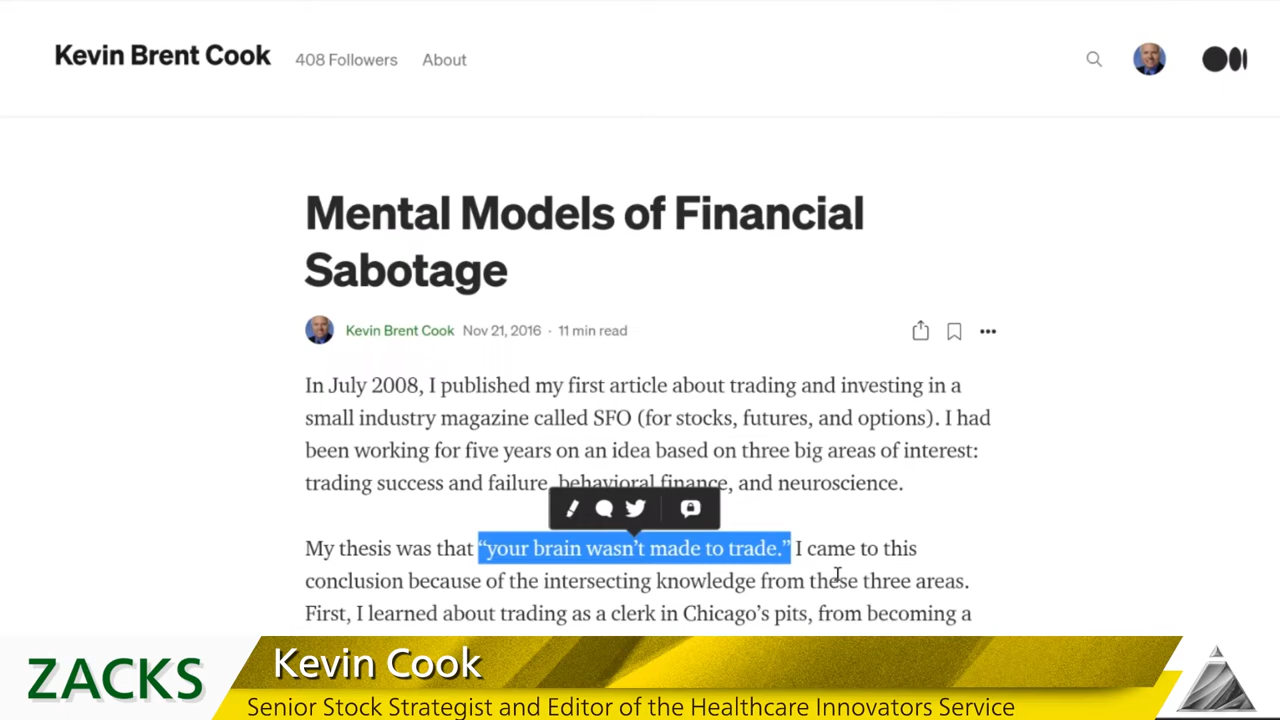 Kevin Brent Cook 408 Followers About
Mental Models of Financial
Sabotage
Kevin Brent Cook Nov 21, 2016 · 11 min read
In July 2008, I published my first article about trading and investing in a
small industry magazine called SFO (for stocks, futures, and options). I had
been working for five years on an idea based on three big areas of interest:
trading success and failure, behavioral finance, and neuroscience.
My thesis was that “your brain wasn’t made to trade.” I came to this
conclusion because of the intersecting knowledge from these three areas.
First, I learned about trading as a clerk in Chicago’s pits, from becoming a
ZACKS
Kevin Cook
Senior Stock Strategist and Editor of the Healthcare Innovators Service